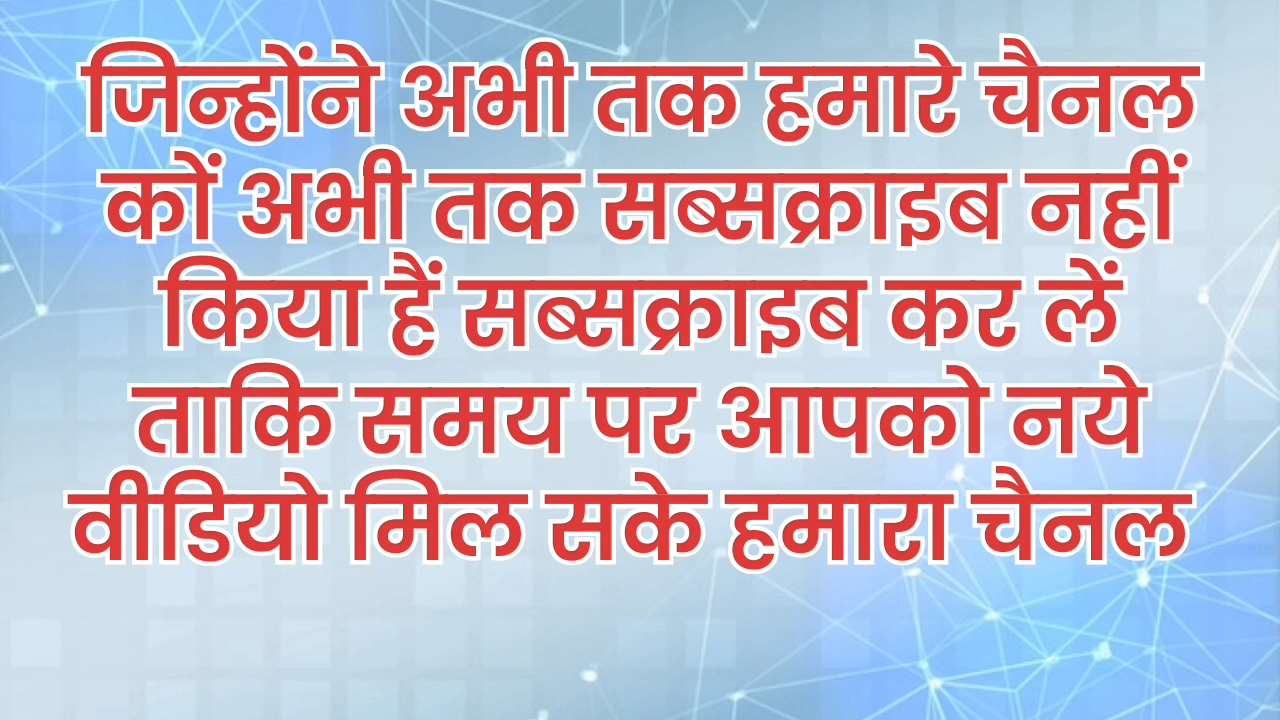 जिन्होंने अभी तक हमारे चैनल
कों अभी तक सब्सक्राइब नहीं
किया हैं सब्सक्राइब कर लें
ताकि समय पर आपको नये
वीडियो मिल सके हमारा चैनल